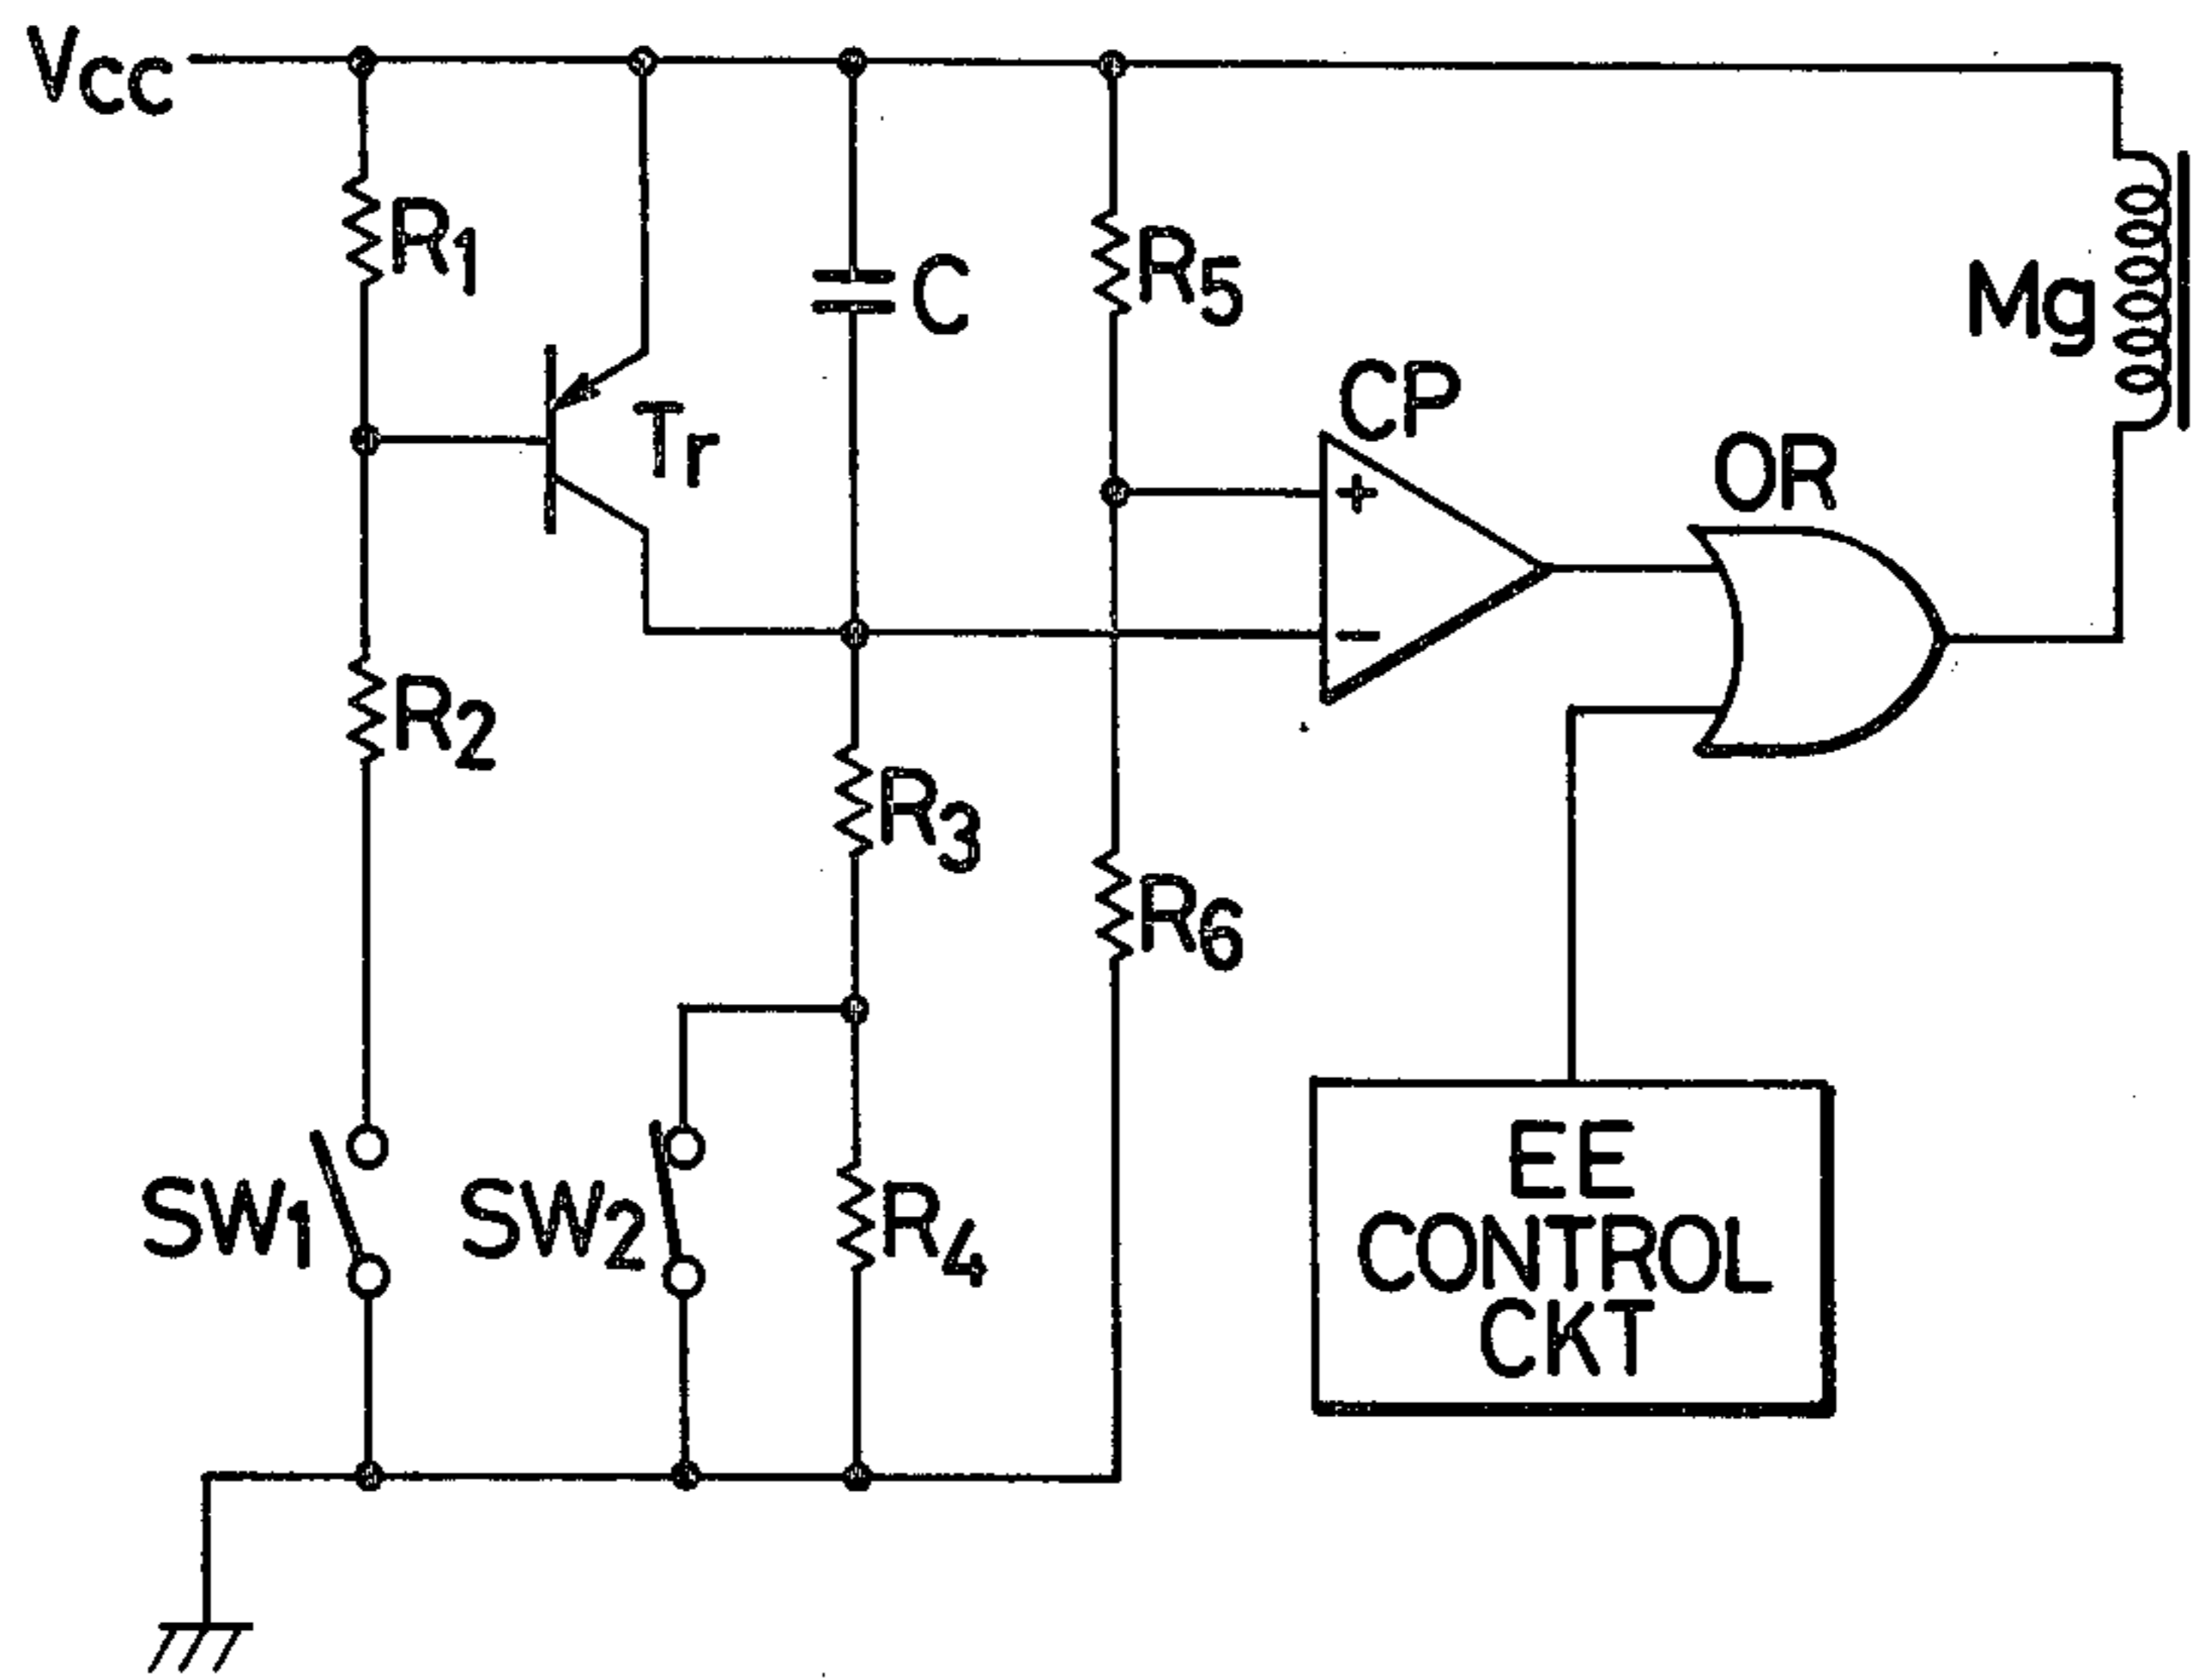 Vcc
R1
R5
C
Mg
CP
Tr
OR
+
−
R2
R3
R6
SW1
SW2
R4
EE
CONTROL
CKT